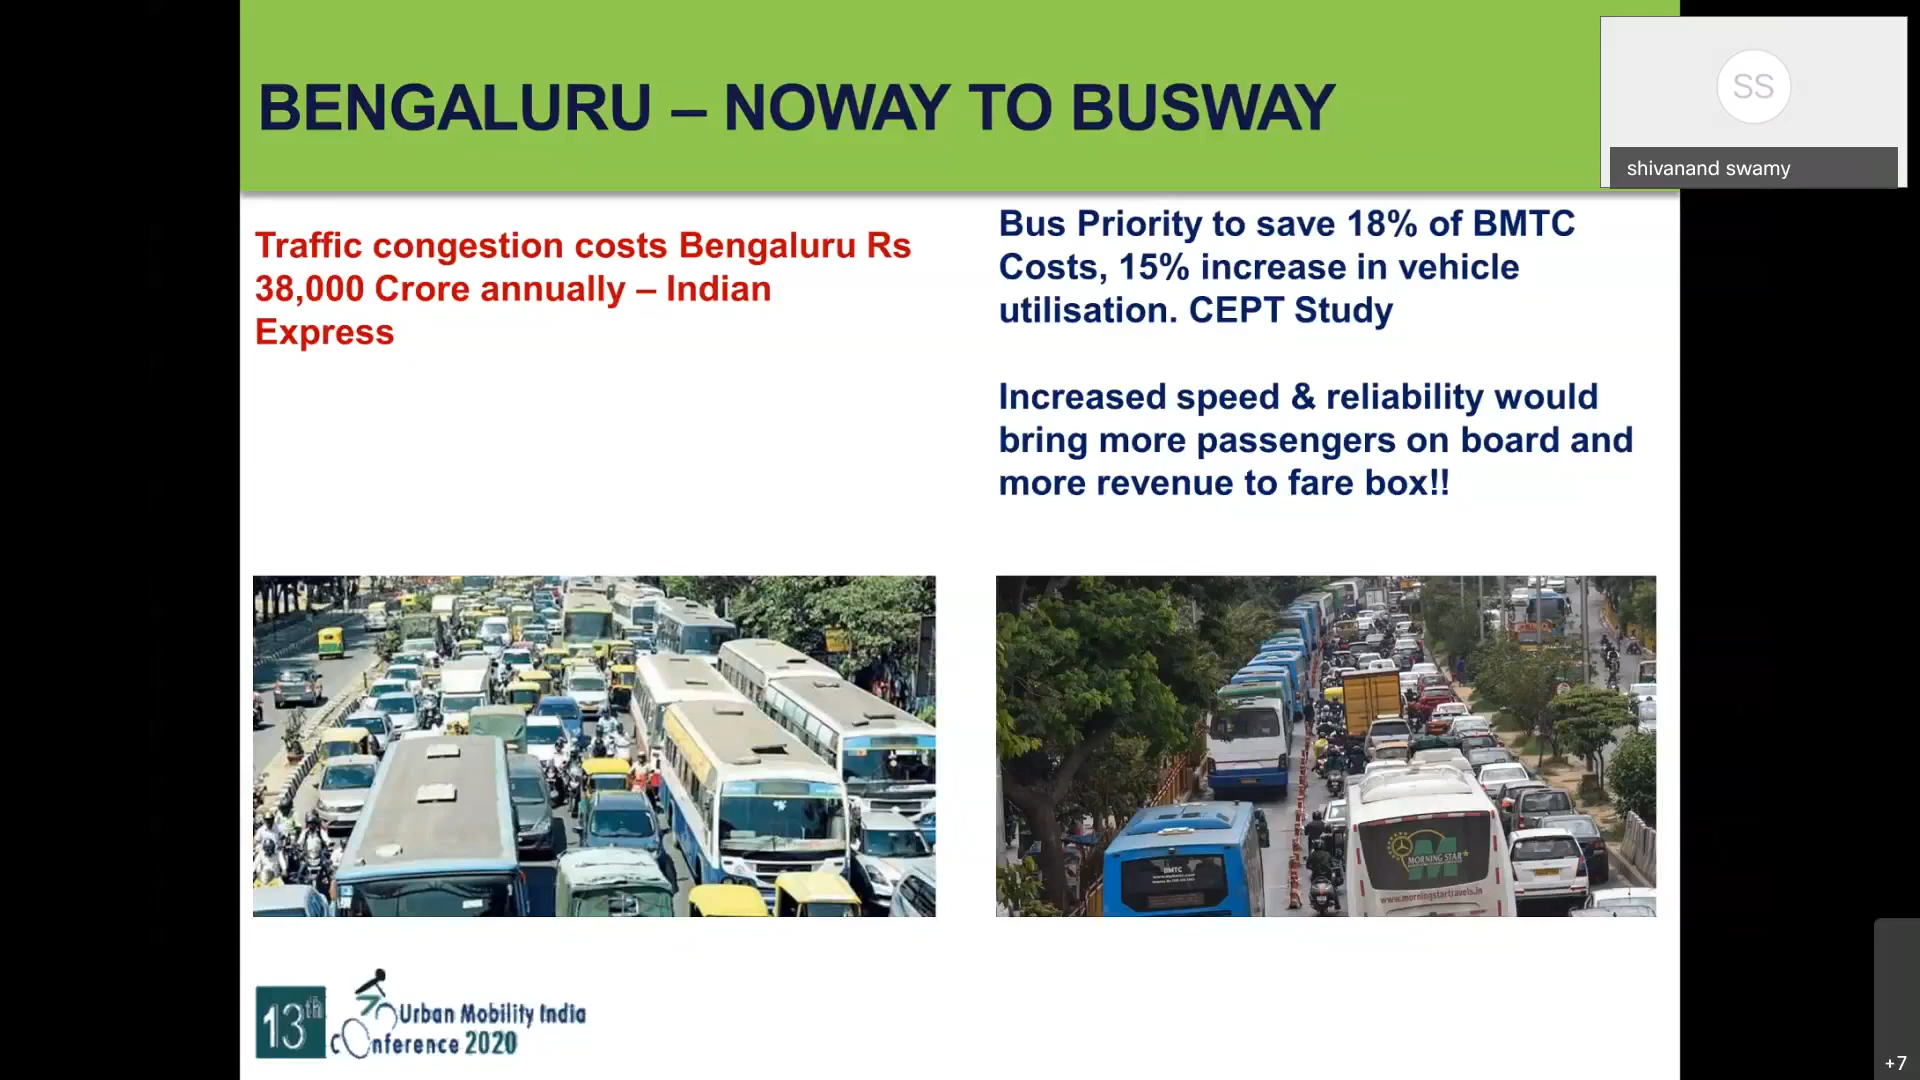 BENGALURU – NOWAY TO BUSWAY
SS
shivanand swamy
Traffic congestion costs Bengaluru Rs
38,000 Crore annually – Indian
Express
Bus Priority to save 18% of BMTC
Costs, 15% increase in vehicle
utilisation. CEPT Study
Increased speed & reliability would
bring more passengers on board and
more revenue to fare box!!
BMTC
MORNING STAR
www.morningstartravels.in
13th
Urban Mobility India
Conference 2020
+7